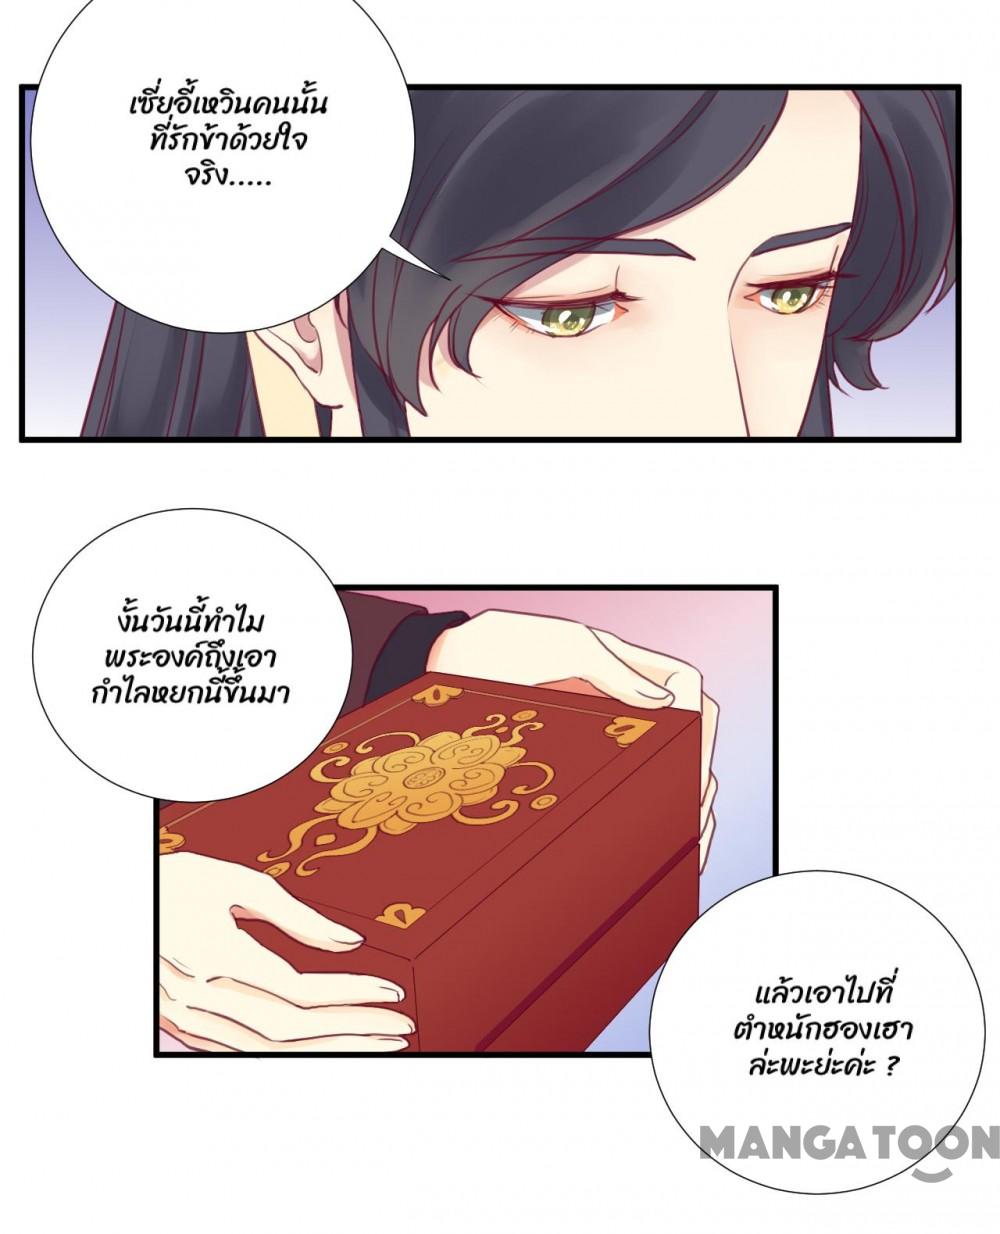 เซี่ยอี้เหวินคนนั้น
ที่รักข้าด้วยใจ
จริง.....
งั้นวันนี้ทำไม
พระองค์ถึงเอา
กำไลหยกนี้ขึ้นมา
แล้วเอาไปที่
ตำหนักฮองเฮา
ล่ะพะย่ะค่ะ ?
MANGATOON